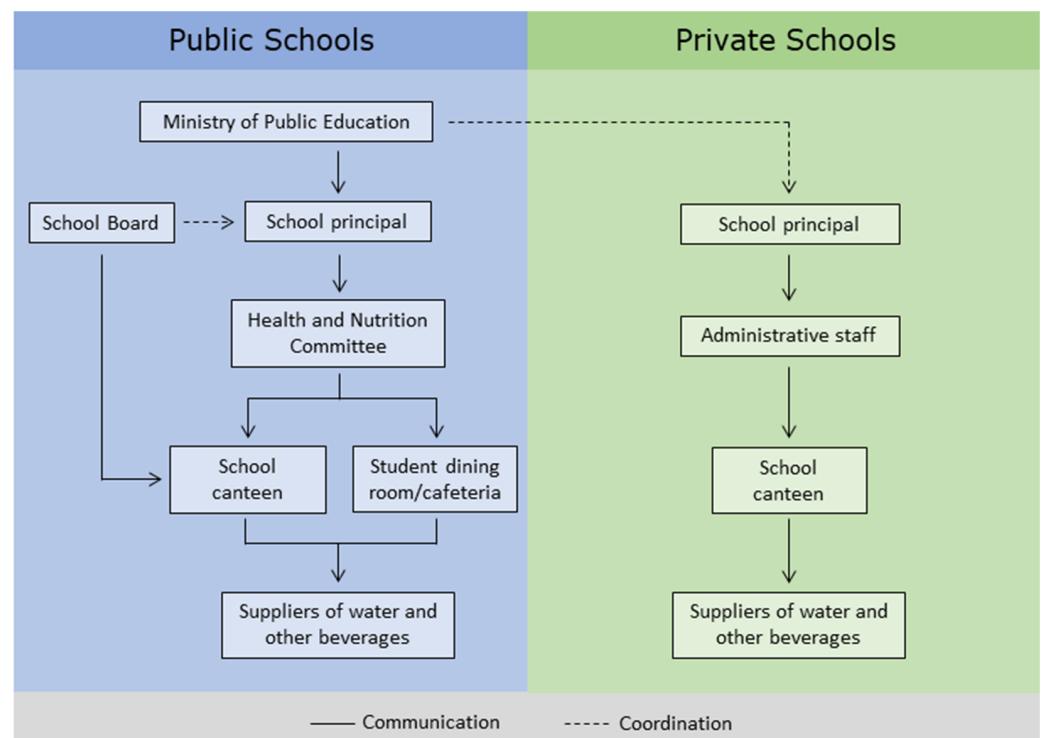 Public Schools
Private Schools
Ministry of Public Education
School Board
School principal
School principal
Health and Nutrition
Committee
Administrative staff
School
canteen
Student dining
room/cafeteria
School
canteen
Suppliers of water and
other beverages
Suppliers of water and
other beverages
Communication
Coordination